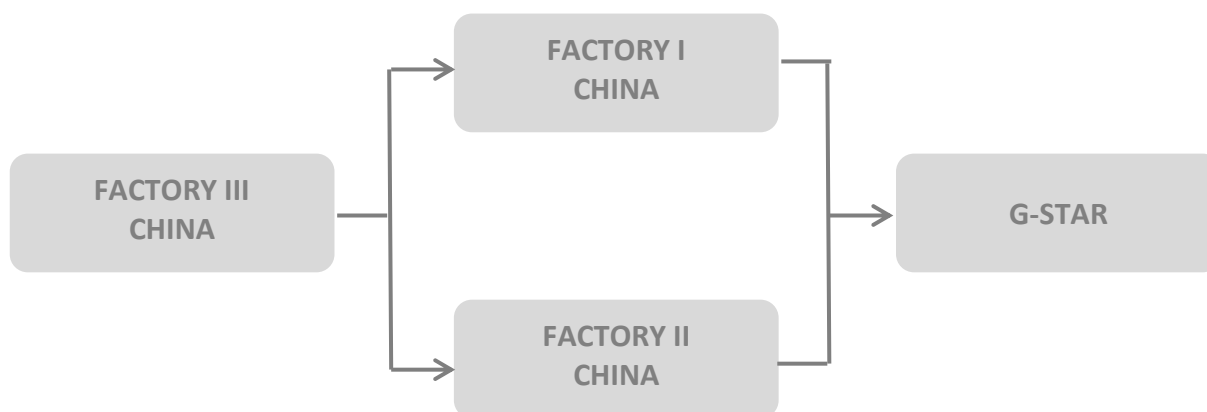 FACTORY I
CHINA
FACTORY III
CHINA
G-STAR
FACTORY II
CHINA